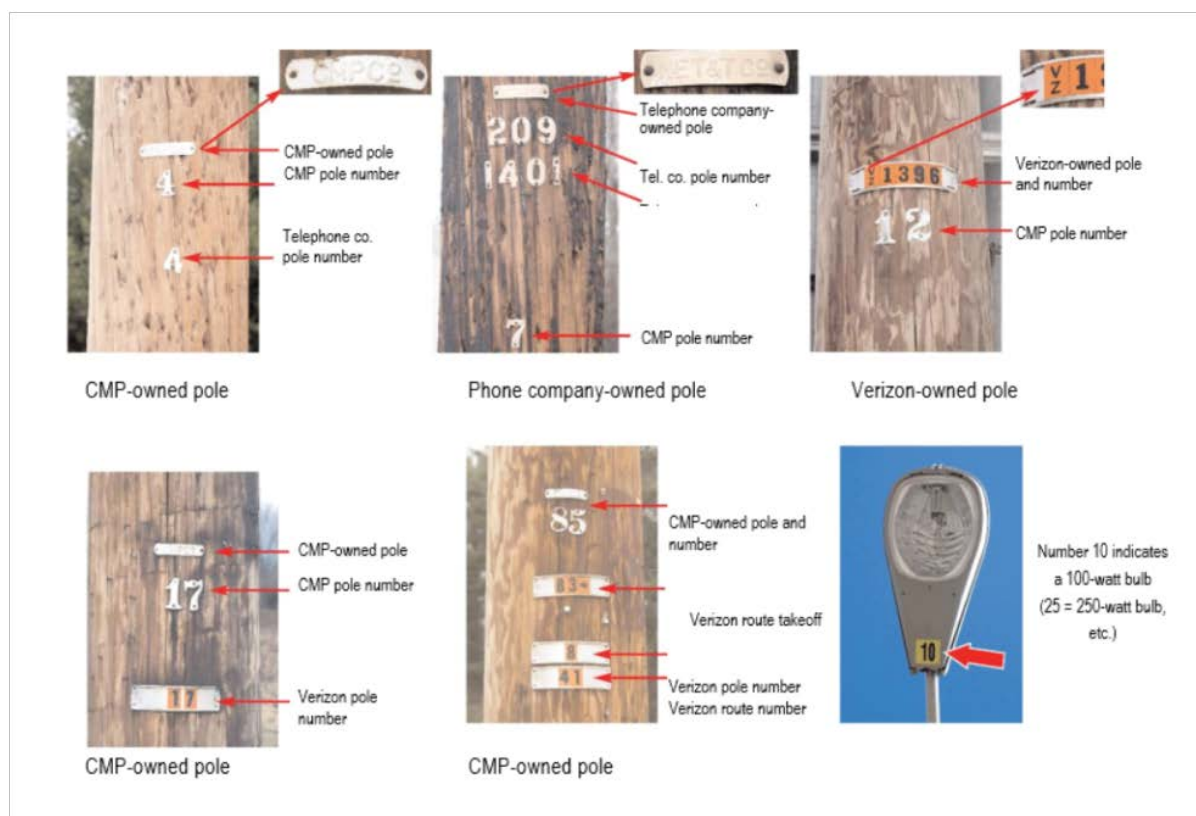 CMPCo
CMP-owned pole
CMP pole number
4
Telephone co.
pole number
A
CMP-owned pole
NET&TCo
Telephone company-
owned pole
209
1401
Tel. co. pole number
7
CMP pole number
Phone company-owned pole
VZ 1
VZ 1396
Verizon-owned pole
and number
12
CMP pole number
Verizon-owned pole
CMP-owned pole
17
CMP pole number
17
Verizon pole
number
CMP-owned pole
85
CMP-owned pole and
number
83
Verizon route takeoff
8
41
Verizon pole number
Verizon route number
CMP-owned pole
10
Number 10 indicates
a 100-watt bulb
(25 = 250-watt bulb,
etc.)